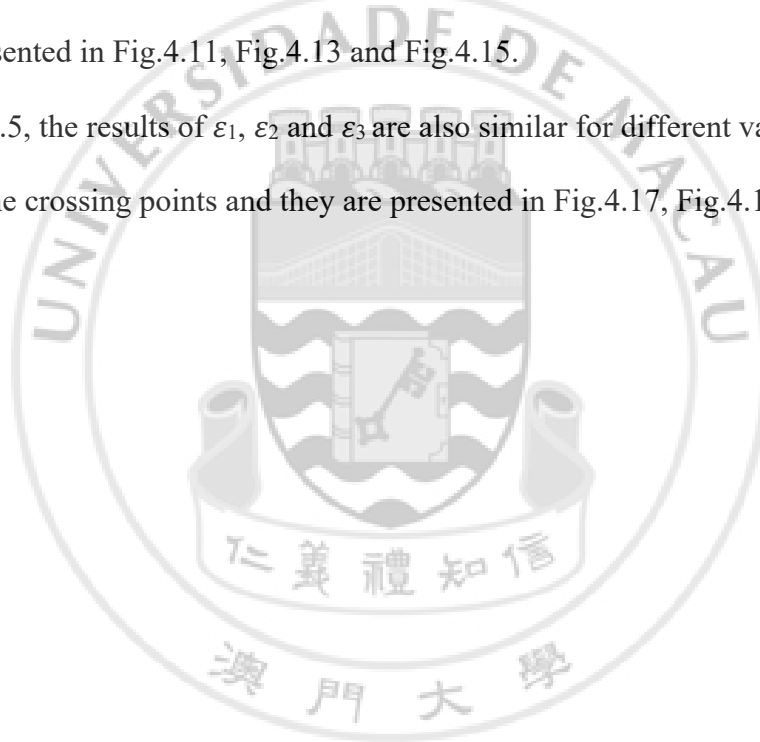 sented in Fig.4.11, Fig.4.13 and Fig.4.15.
.5, the results of ε₁, ε₂ and ε₃ are also similar for different va
ne crossing points and they are presented in Fig.4.17, Fig.4.1
UNIVERSIDADE DE MACAU
仁義禮知信
澳門大學